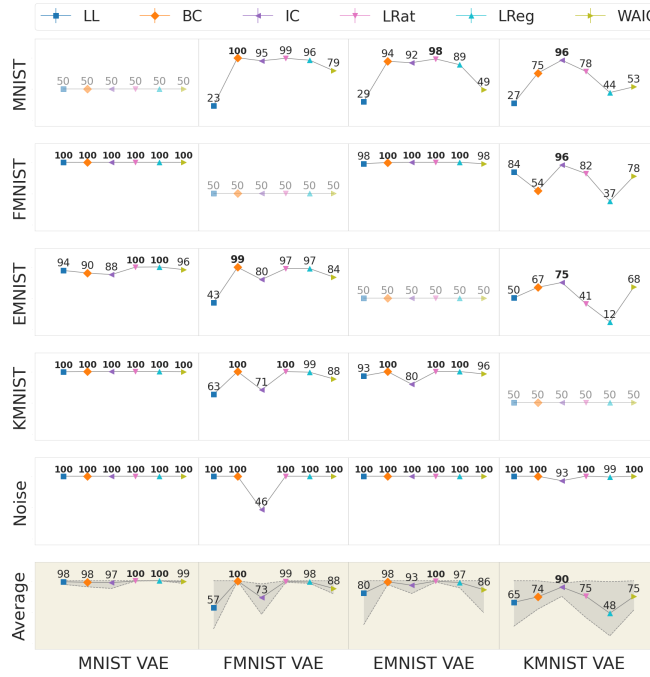 LL BC IC LRat LReg WAIC
MNIST
50 50 50 50 50 50
23 100 95 99 96 79
29 94 92 98 89 49
27 75 96 78 44 53
FMNIST
100 100 100 100 100 100
50 50 50 50 50 50
98 100 100 100 100 98
84 54 96 82 37 78
EMNIST
94 90 88 100 100 96
43 99 80 97 97 84
50 50 50 50 50 50
50 67 75 41 12 68
KMNIST
100 100 100 100 100 100
63 100 71 100 99 88
93 100 80 100 100 96
50 50 50 50 50 50
Noise
100 100 100 100 100 100
100 100 46 100 100 100
100 100 100 100 100 100
100 100 93 100 99 100
Average
98 98 97 100 100 99
57 100 73 99 98 88
80 98 93 100 97 86
65 74 90 75 48 75
MNIST VAE FMNIST VAE EMNIST VAE KMNIST VAE